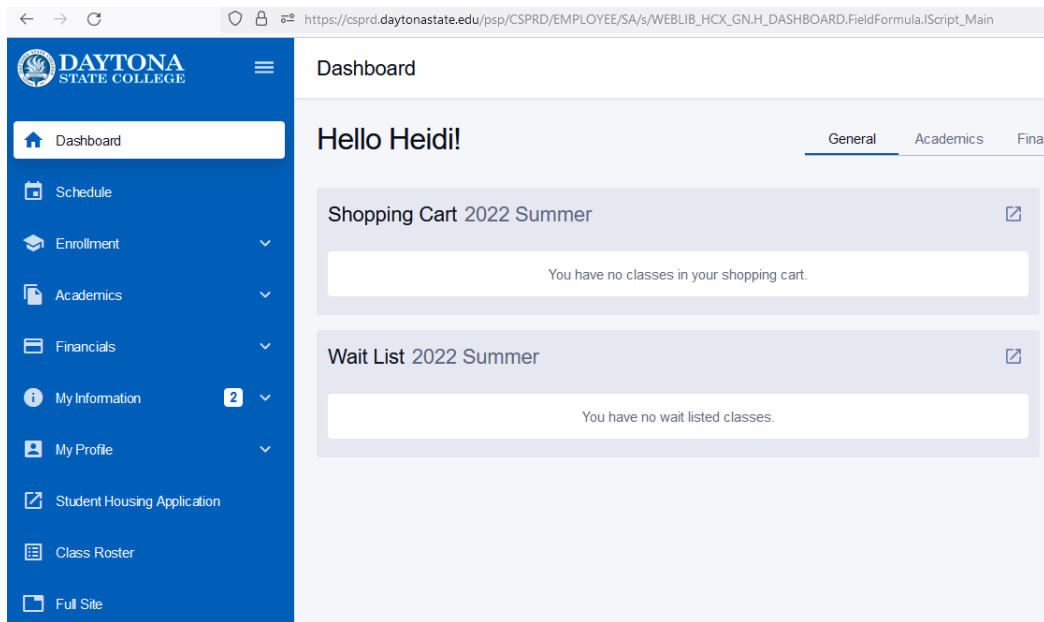 https://csprd.daytonastate.edu/psp/CSPRD/EMPLOYEE/SA/s/WEBLIB_HCX_GN.H_DASHBOARD.FieldFormula.IScript_Main
DAYTONA
STATE COLLEGE
Dashboard
Schedule
Enrollment
Academics
Financials
My Information 2
My Profile
Student Housing Application
Class Roster
Full Site
Dashboard
Hello Heidi!
General Academics Fina
Shopping Cart 2022 Summer
You have no classes in your shopping cart.
Wait List 2022 Summer
You have no wait listed classes.